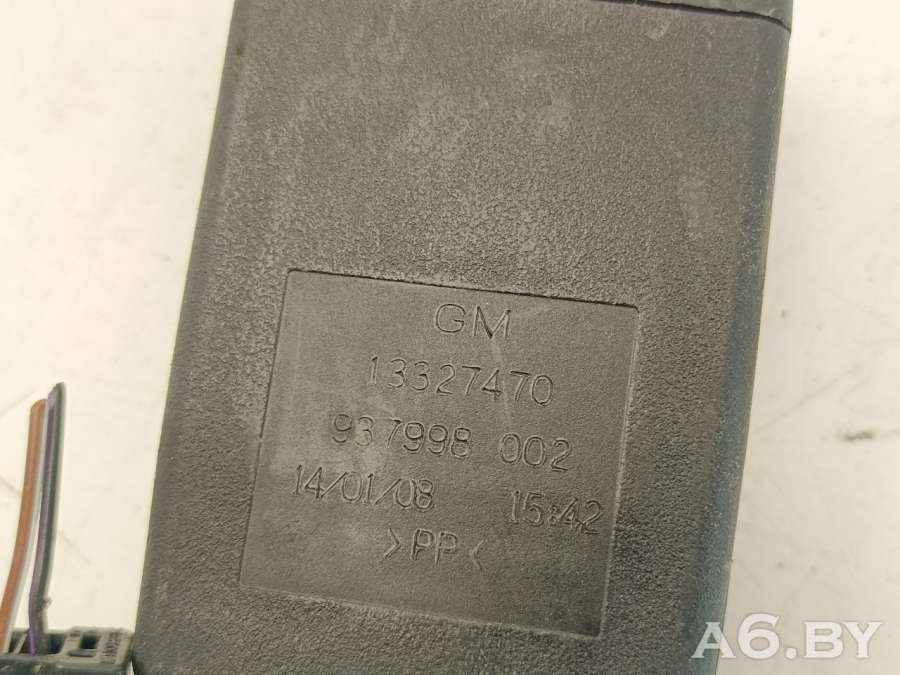 GM
13327470
937998 002
14/01/08 15:42
>PP<
A6.BY